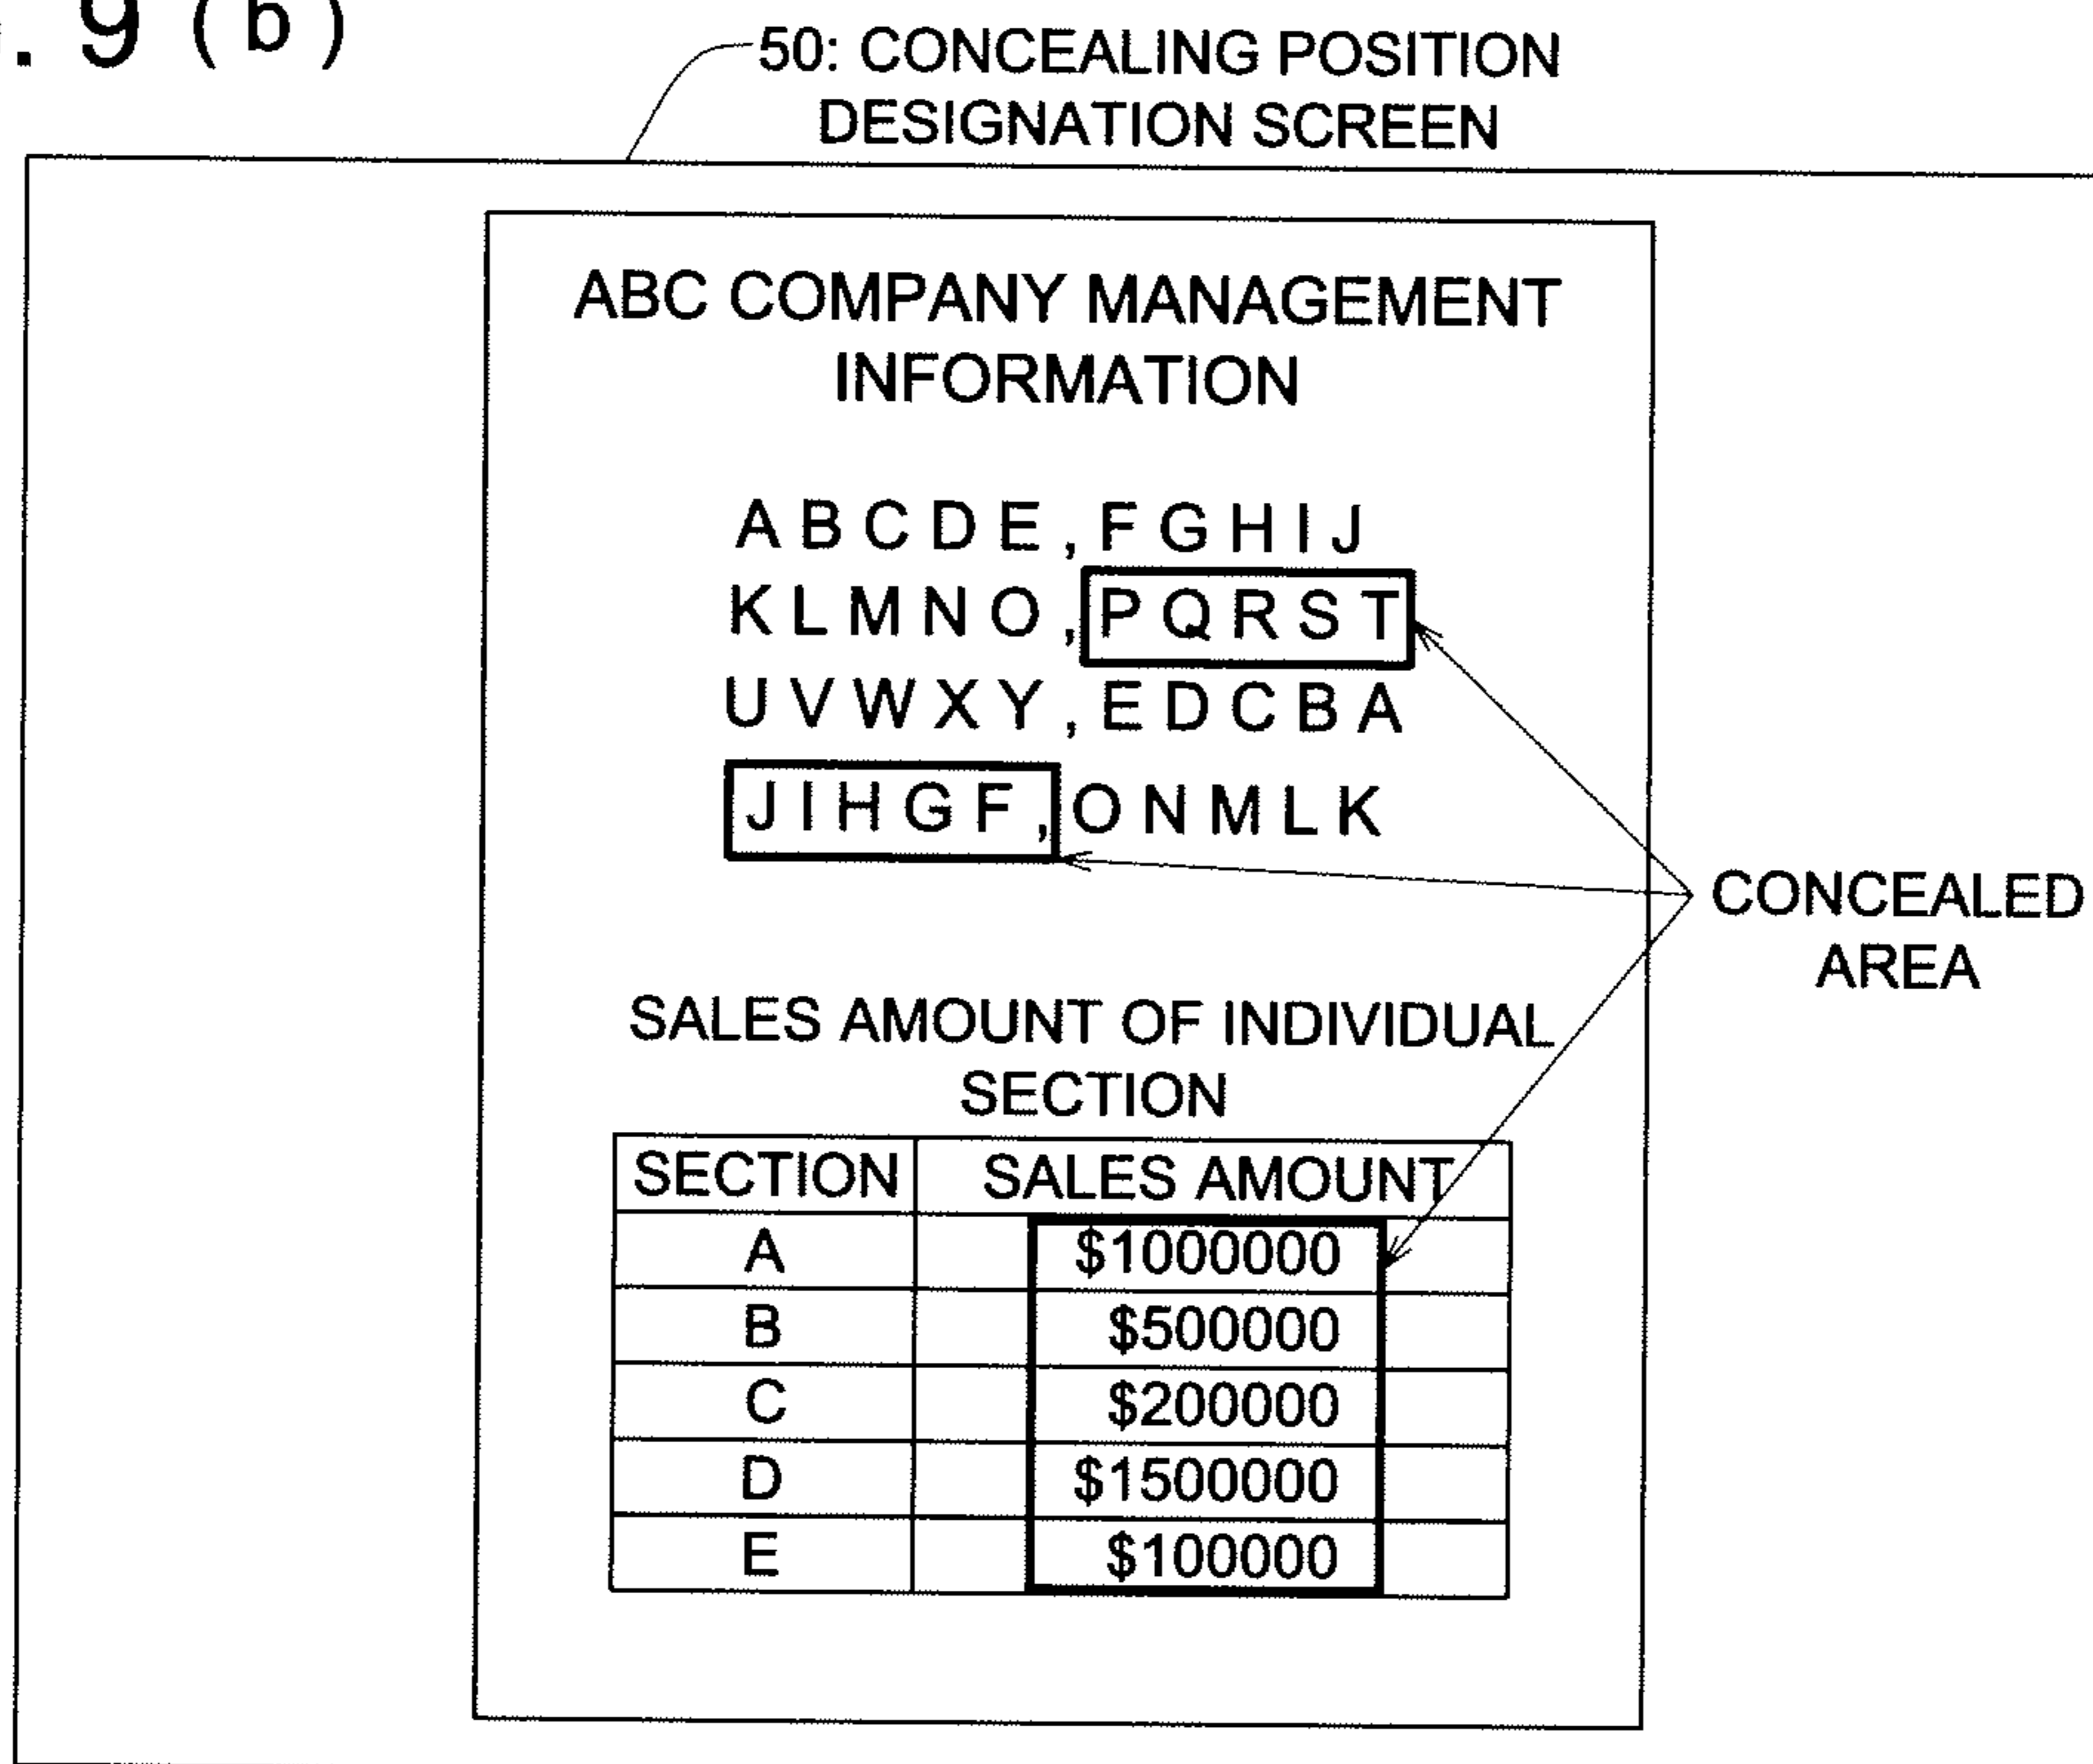 . 9 (b)
50: CONCEALING POSITION
DESIGNATION SCREEN
ABC COMPANY MANAGEMENT
INFORMATION
A B C D E , F G H I J
K L M N O , P Q R S T
U V W X Y , E D C B A
J I H G F , O N M L K
CONCEALED
AREA
SALES AMOUNT OF INDIVIDUAL
SECTION
SECTION SALES AMOUNT
A $1000000
B $500000
C $200000
D $1500000
E $100000